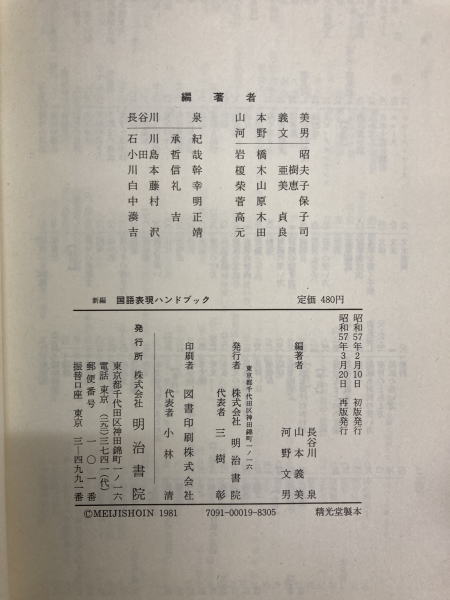 編著者
長谷川泉　山本義美
河野文男
石川承紀　岩橋昭
小田島哲哉　榎木亜樹夫
川本信幹　栄山美恵子
白藤礼幸　菅原保
中村明　高木貞子
湊吉正　元田良司
吉沢靖
新編 国語表現ハンドブック　定価 480円
昭和57年2月10日　初版発行
昭和57年3月20日　再版発行
編著者
長谷川泉
山本義美
河野文男
東京都千代田区神田錦町一ノ一六
発行者　株式会社 明治書院
代表者　三樹彰
印刷者　図書印刷株式会社
代表者　小林清
発行所　株式会社 明治書院
東京都千代田区神田錦町一ノ一六
電話 東京(二九二)三七四一(代)
郵便番号　一〇一番
振替口座　東京　三―四九九一番
©MEIJISHOIN 1981　7091-00019-8305　精光堂製本